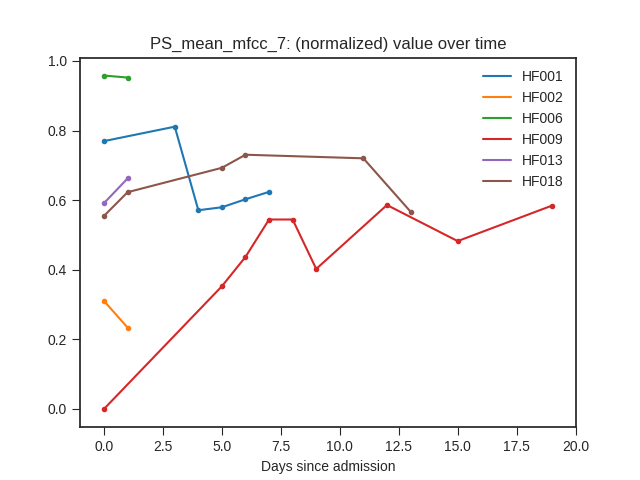 PS_mean_mfcc_7: (normalized) value over time
1.0
0.8
0.6
0.4
0.2
0.0
HF001
HF002
HF006
HF009
HF013
HF018
0.0 2.5 5.0 7.5 10.0 12.5 15.0 17.5 20.0
Days since admission